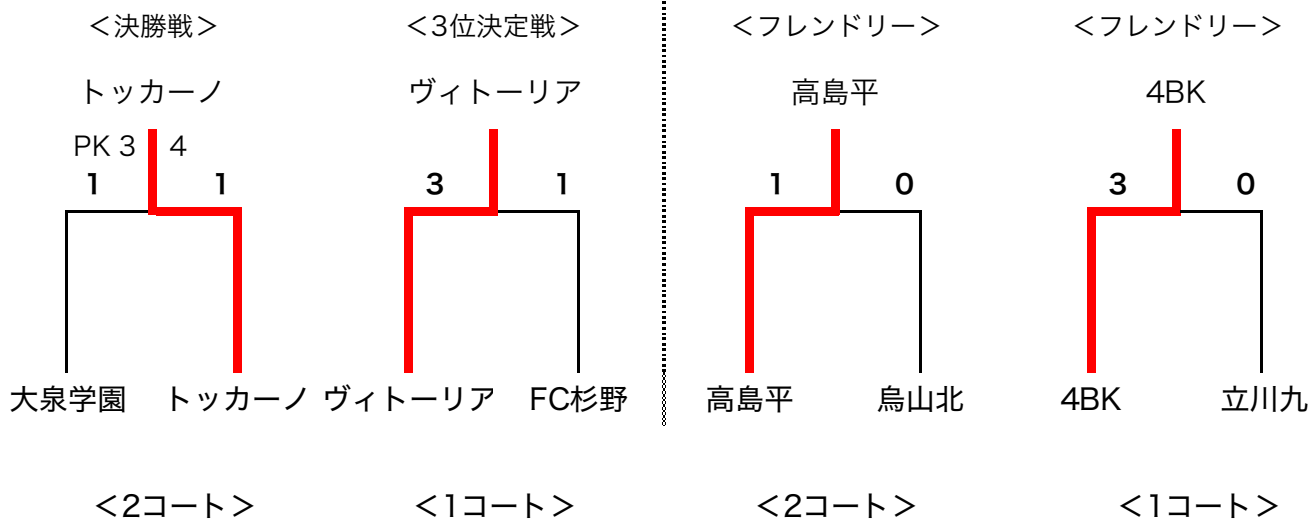 ＜決勝戦＞ ＜3位決定戦＞ ＜フレンドリー＞ ＜フレンドリー＞
トッカーノ ヴィトーリア 高島平 4BK
PK 3 4
1 1 3 1 1 0 3 0
大泉学園 トッカーノ ヴィトーリア FC杉野 高島平 烏山北 4BK 立川九
＜2コート＞ ＜1コート＞ ＜2コート＞ ＜1コート＞